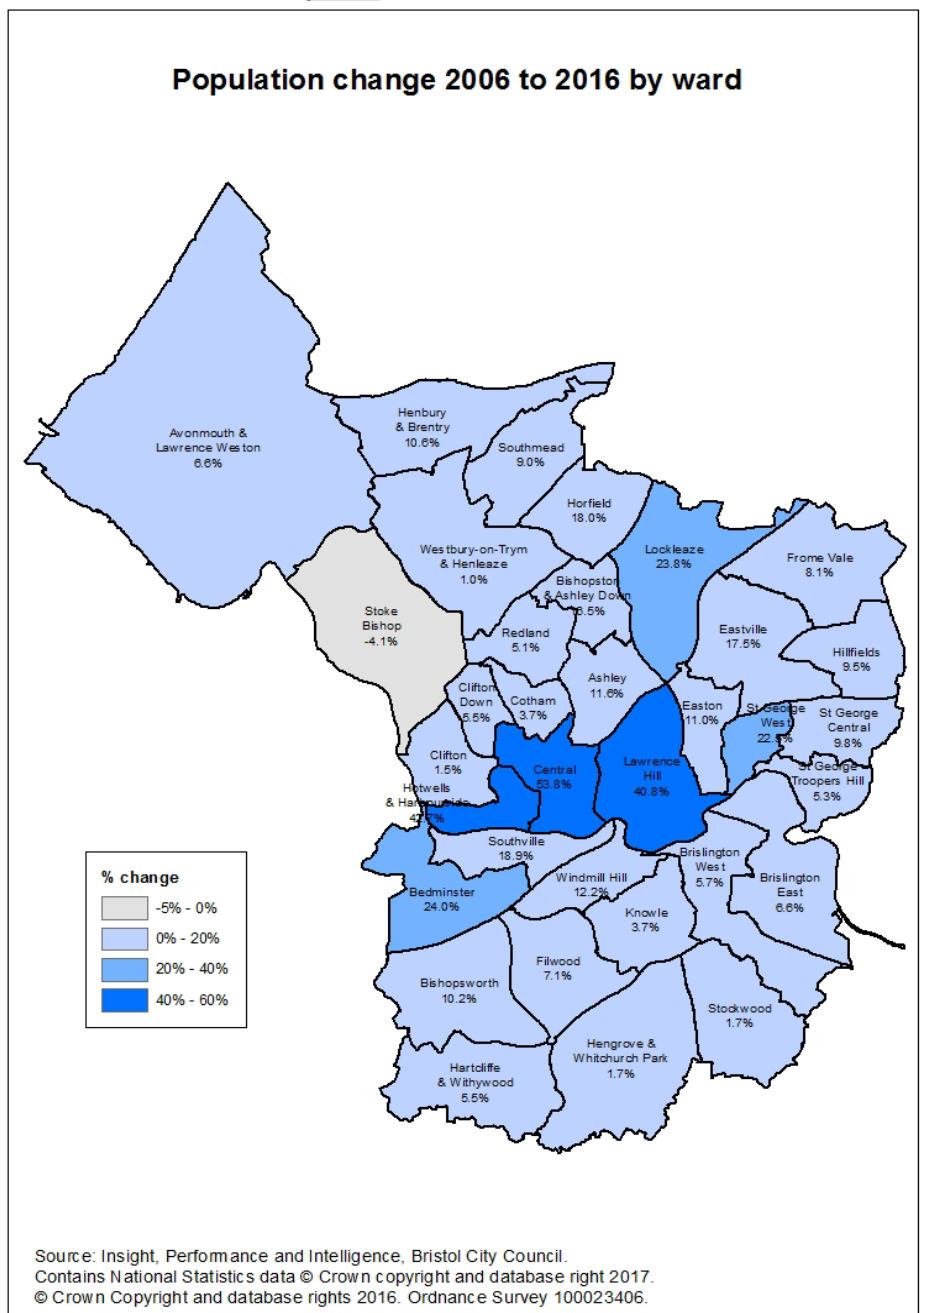 Population change 2006 to 2016 by ward
Avonmouth &
Lawrence Weston
6.6%
Henbury
& Brentry
10.6%
Southmead
9.0%
Horfield
18.0%
Lockleaze
23.8%
Frome Vale
8.1%
Westbury-on-Trym
& Henleaze
1.0%
Bishopston
& Ashley Down
Stoke
Bishop
-4.1%
Redland
5.1%
Eastville
17.5%
Hillfields
9.5%
Ashley
11.6%
Clifton
Down
5.5%
Cotham
3.7%
Easton
11.0%
St George
West
St George
Central
9.8%
Clifton
1.5%
Central
53.8%
Lawrence
Hill
40.8%
St George
Troopers Hill
5.3%
Hotwells
& Harbourside
Southville
18.9%
Brislington
West
5.7%
Windmill Hill
12.2%
Brislington
East
6.6%
Bedminster
24.0%
Knowle
3.7%
Filwood
7.1%
Bishopsworth
10.2%
Stockwood
1.7%
Hengrove &
Whitchurch Park
1.7%
Hartcliffe
& Withywood
5.5%
% change
-5% - 0%
0% - 20%
20% - 40%
40% - 60%
Source: Insight, Performance and Intelligence, Bristol City Council.
Contains National Statistics data © Crown copyright and database right 2017.
© Crown Copyright and database rights 2016. Ordnance Survey 100023406.